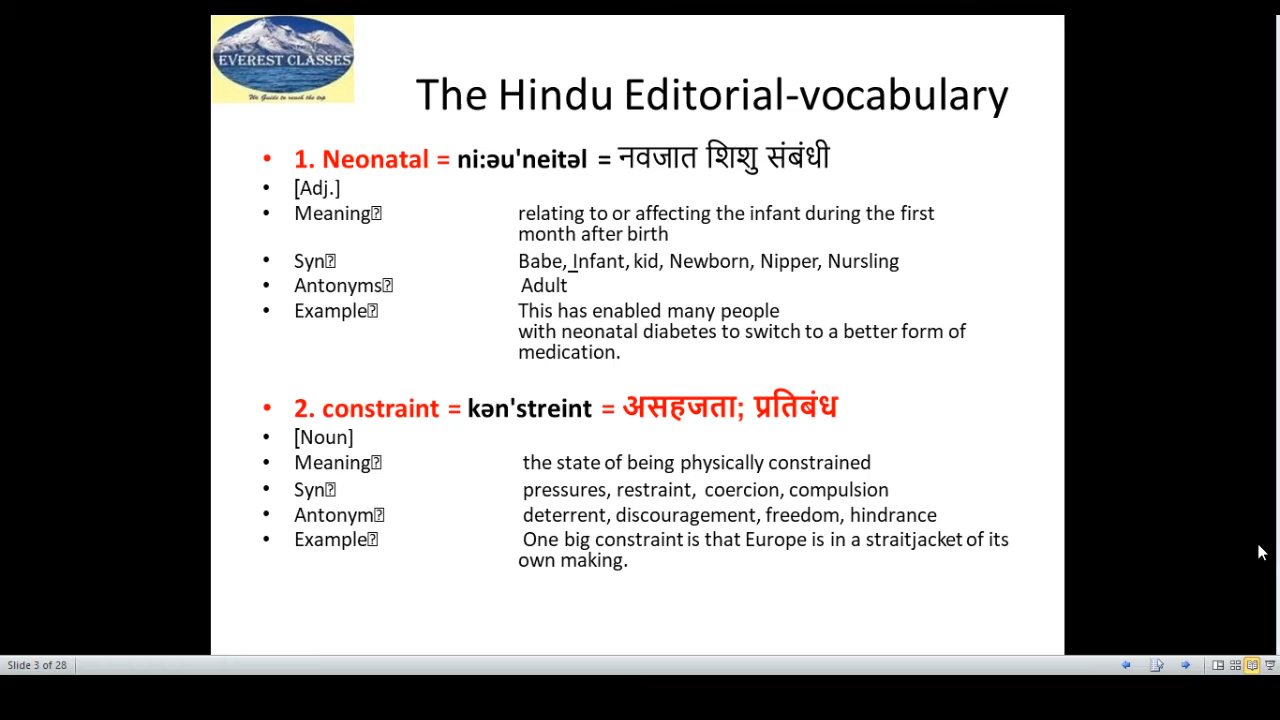 EVEREST CLASSES
We Guide to reach the top
The Hindu Editorial-vocabulary
• 1. Neonatal = ni:əu'neitəl = नवजात शिशु संबंधी
• [Adj.]
• Meaning relating to or affecting the infant during the first
month after birth
• Syn Babe, Infant, kid, Newborn, Nipper, Nursling
• Antonyms Adult
• Example This has enabled many people
with neonatal diabetes to switch to a better form of
medication.
• 2. constraint = kən'streint = असहजता; प्रतिबंध
• [Noun]
• Meaning the state of being physically constrained
• Syn pressures, restraint, coercion, compulsion
• Antonym deterrent, discouragement, freedom, hindrance
• Example One big constraint is that Europe is in a straitjacket of its
own making.
Slide 3 of 28